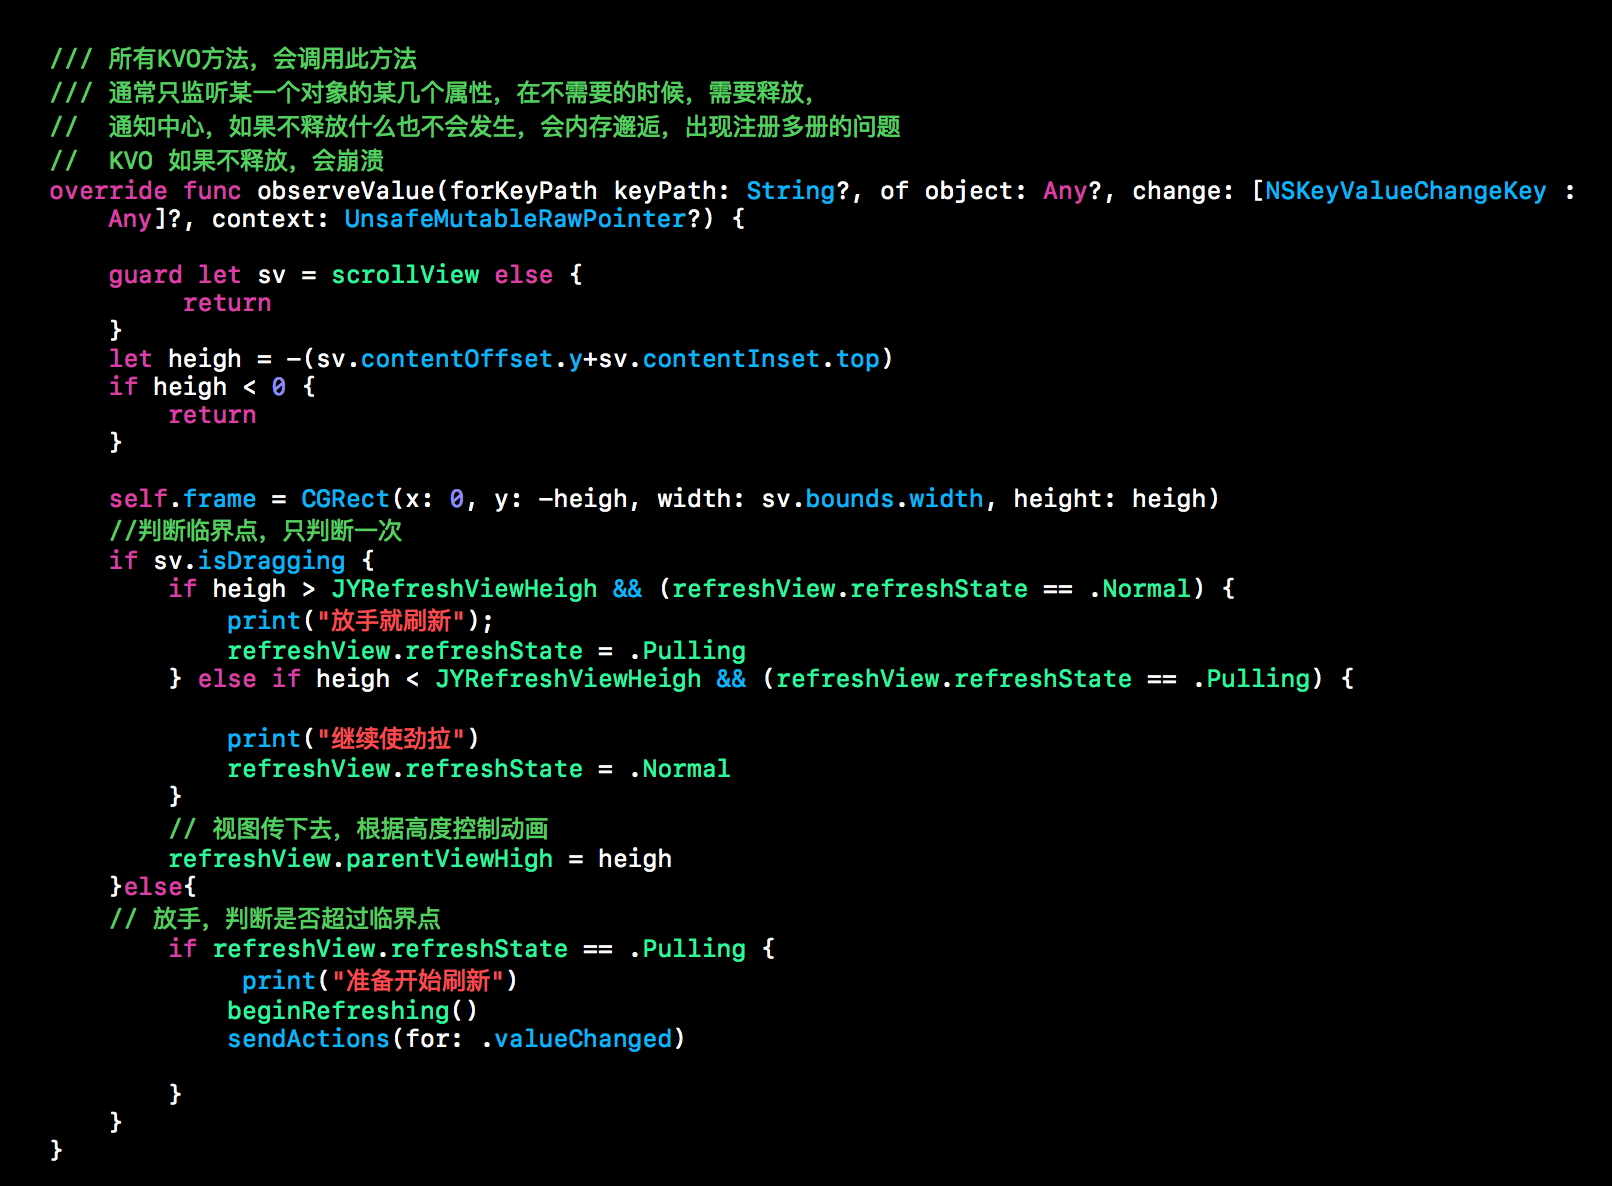 /// 所有KVO方法，会调用此方法
/// 通常只监听某一个对象的某几个属性，在不需要的时候，需要释放，
//  通知中心，如果不释放什么也不会发生，会内存邂逅，出现注册多册的问题
//  KVO 如果不释放，会崩溃
override func observeValue(forKeyPath keyPath: String?, of object: Any?, change: [NSKeyValueChangeKey :
    Any]?, context: UnsafeMutableRawPointer?) {
    guard let sv = scrollView else {
         return
    }
    let heigh = -(sv.contentOffset.y+sv.contentInset.top)
    if heigh < 0 {
        return
    }
    self.frame = CGRect(x: 0, y: -heigh, width: sv.bounds.width, height: heigh)
    //判断临界点，只判断一次
    if sv.isDragging {
        if heigh > JYRefreshViewHeigh && (refreshView.refreshState == .Normal) {
            print("放手就刷新");
            refreshView.refreshState = .Pulling
        } else if heigh < JYRefreshViewHeigh && (refreshView.refreshState == .Pulling) {
            print("继续使劲拉")
            refreshView.refreshState = .Normal
        }
        // 视图传下去，根据高度控制动画
        refreshView.parentViewHigh = heigh
    }else{
    // 放手，判断是否超过临界点
        if refreshView.refreshState == .Pulling {
             print("准备开始刷新")
            beginRefreshing()
            sendActions(for: .valueChanged)
        }
    }
}